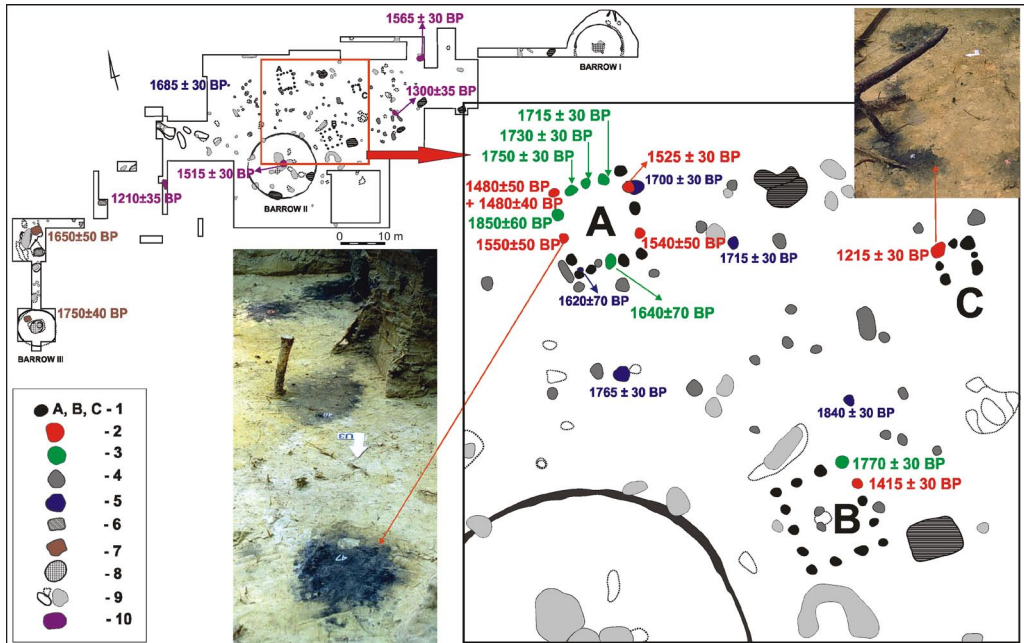 1565 ± 30 BP
BARROW I
1685 ± 30 BP
A
C
B
1300±35 BP
1515 ± 30 BP
1210±35 BP
BARROW II
0 10 m
1650±50 BP
1750±40 BP
BARROW III
A, B, C - 1
- 2
- 3
- 4
- 5
- 6
- 7
- 8
- 9
- 10
1715 ± 30 BP
1730 ± 30 BP
1750 ± 30 BP
1525 ± 30 BP
1700 ± 30 BP
1480±50 BP
+ 1480±40 BP
1850±60 BP
1550±50 BP
A
1540±50 BP
1715 ± 30 BP
1620±70 BP
1640±70 BP
1215 ± 30 BP
C
1765 ± 30 BP
1840 ± 30 BP
1770 ± 30 BP
1415 ± 30 BP
B